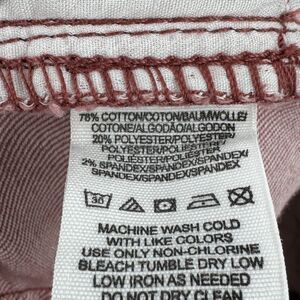 78% COTTON/COTON/BAUMWOLLE/
COTONE/ALGODÃO/ALGODON
20% POLYESTER/POLYESTER/
POLYESTER/POLYESTER/
POLIÉSTER/POLIESTER
2% SPANDEX/SPANDEX/SPANDEX/
SPANDEX/SPANDEX/SPANDEX
30
MACHINE WASH COLD
WITH LIKE COLORS
USE ONLY NON-CHLORINE
BLEACH TUMBLE DRY LOW
LOW IRON AS NEEDED
DO NOT DRY CLEAN